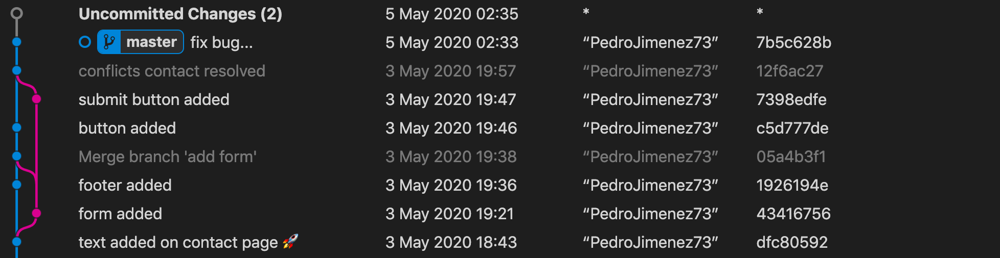 Uncommitted Changes (2) 5 May 2020 02:35 * *
master fix bug... 5 May 2020 02:33 “PedroJimenez73” 7b5c628b
conflicts contact resolved 3 May 2020 19:57 “PedroJimenez73” 12f6ac27
submit button added 3 May 2020 19:47 “PedroJimenez73” 7398edfe
button added 3 May 2020 19:46 “PedroJimenez73” c5d777de
Merge branch 'add form' 3 May 2020 19:38 “PedroJimenez73” 05a4b3f1
footer added 3 May 2020 19:36 “PedroJimenez73” 1926194e
form added 3 May 2020 19:21 “PedroJimenez73” 43416756
text added on contact page 🚀 3 May 2020 18:43 “PedroJimenez73” dfc80592